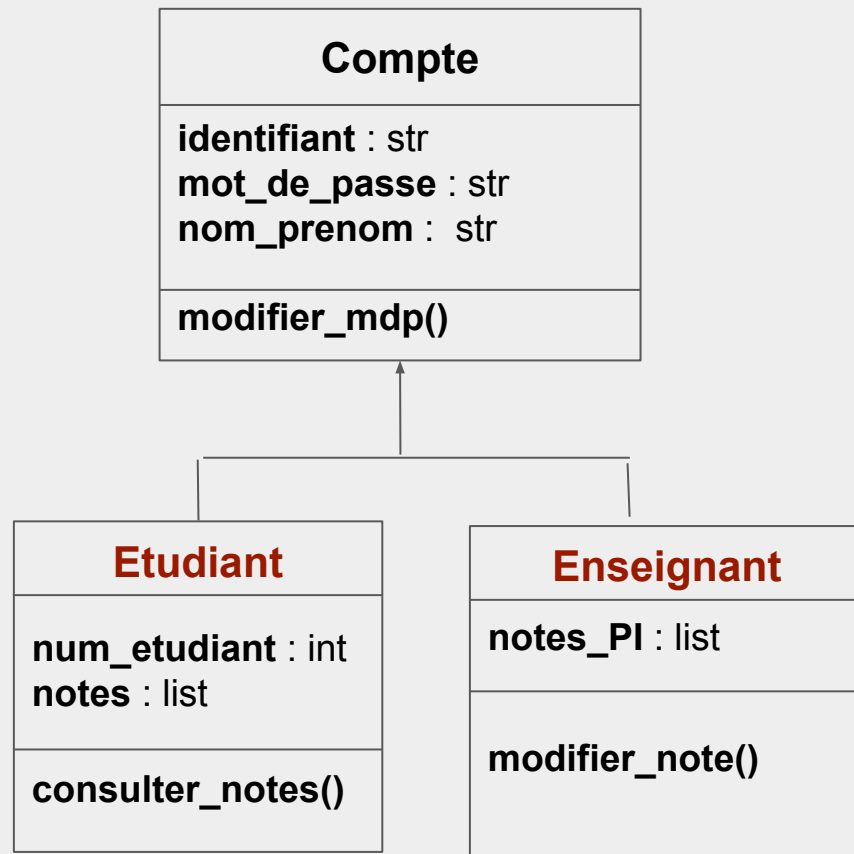 Compte
identifiant : str
mot_de_passe : str
nom_prenom : str
modifier_mdp()
Etudiant
num_etudiant : int
notes : list
consulter_notes()
Enseignant
notes_PI : list
modifier_note()